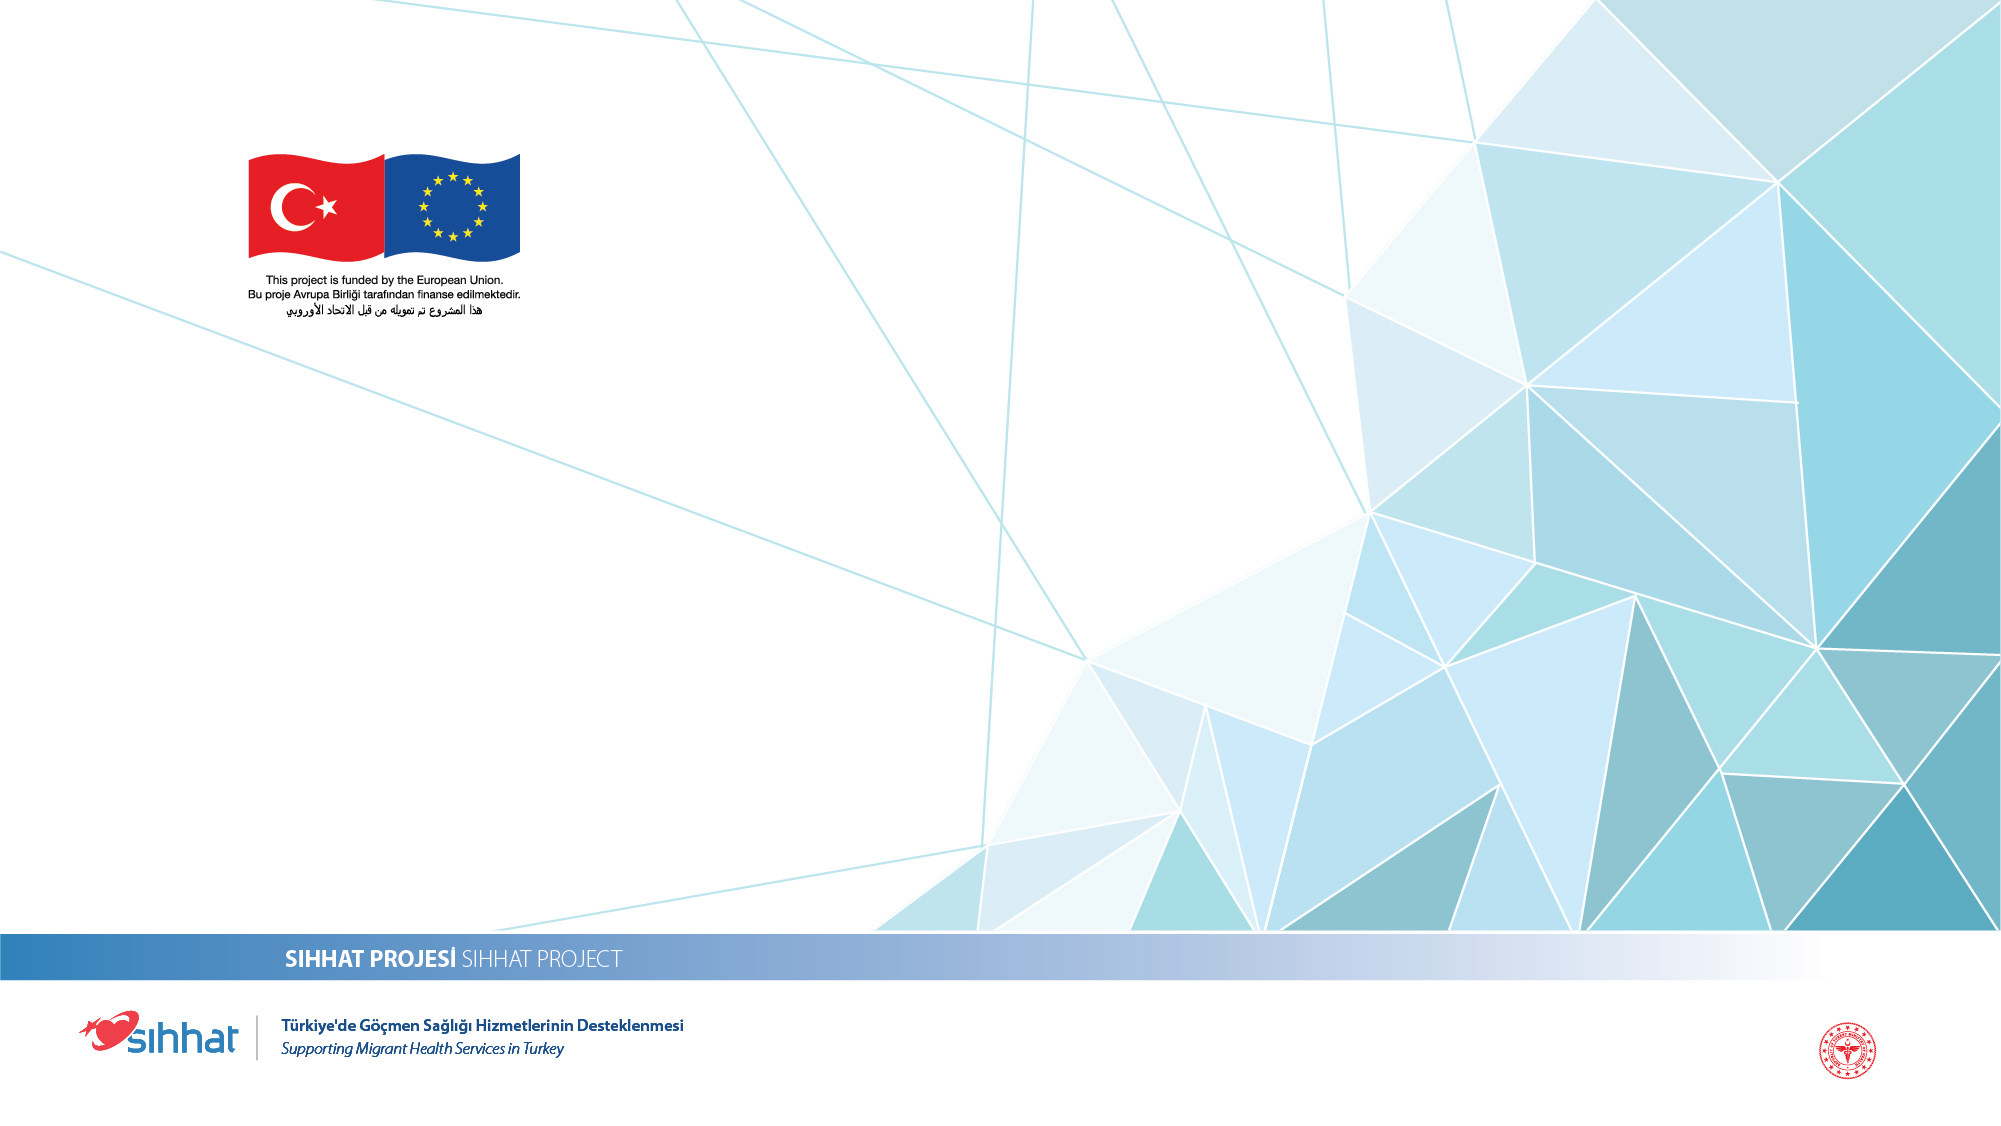 This project is funded by the European Union.
Bu proje Avrupa Birliği tarafından finanse edilmektedir.
هذا المشروع تم تمويله من قبل الاتحاد الأوروبي
SIHHAT PROJESİ SIHHAT PROJECT
sıhhat
Türkiye'de Göçmen Sağlığı Hizmetlerinin Desteklenmesi
Supporting Migrant Health Services in Turkey